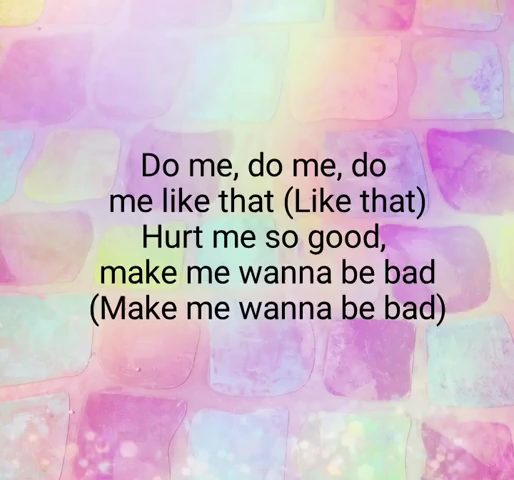 Do me, do me, do
me like that (Like that)
Hurt me so good,
make me wanna be bad
(Make me wanna be bad)